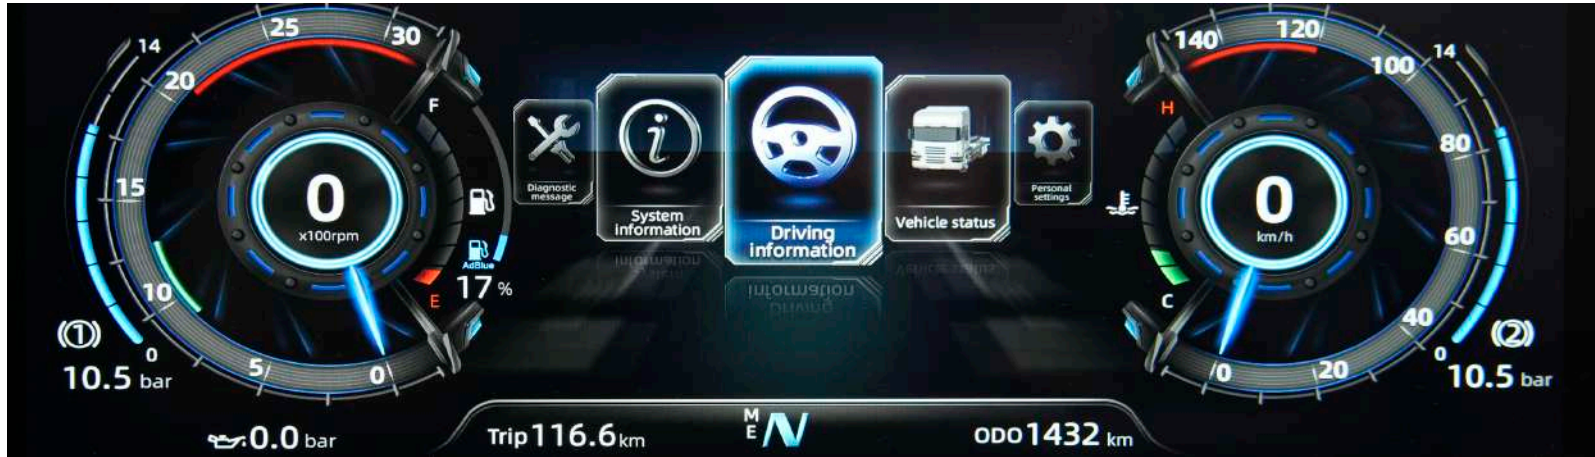 14
0
(1)
10.5 bar
0
5
10
15
20
25
30
0
x100rpm
F
E
AdBlue
17 %
0.0 bar
Diagnostic
message
System
information
Driving
information
Vehicle status
Personal
settings
Trip 116.6 km
M
E
N
ODO 1432 km
H
C
0
20
40
60
80
100
120
140
0
km/h
14
0
(2)
10.5 bar